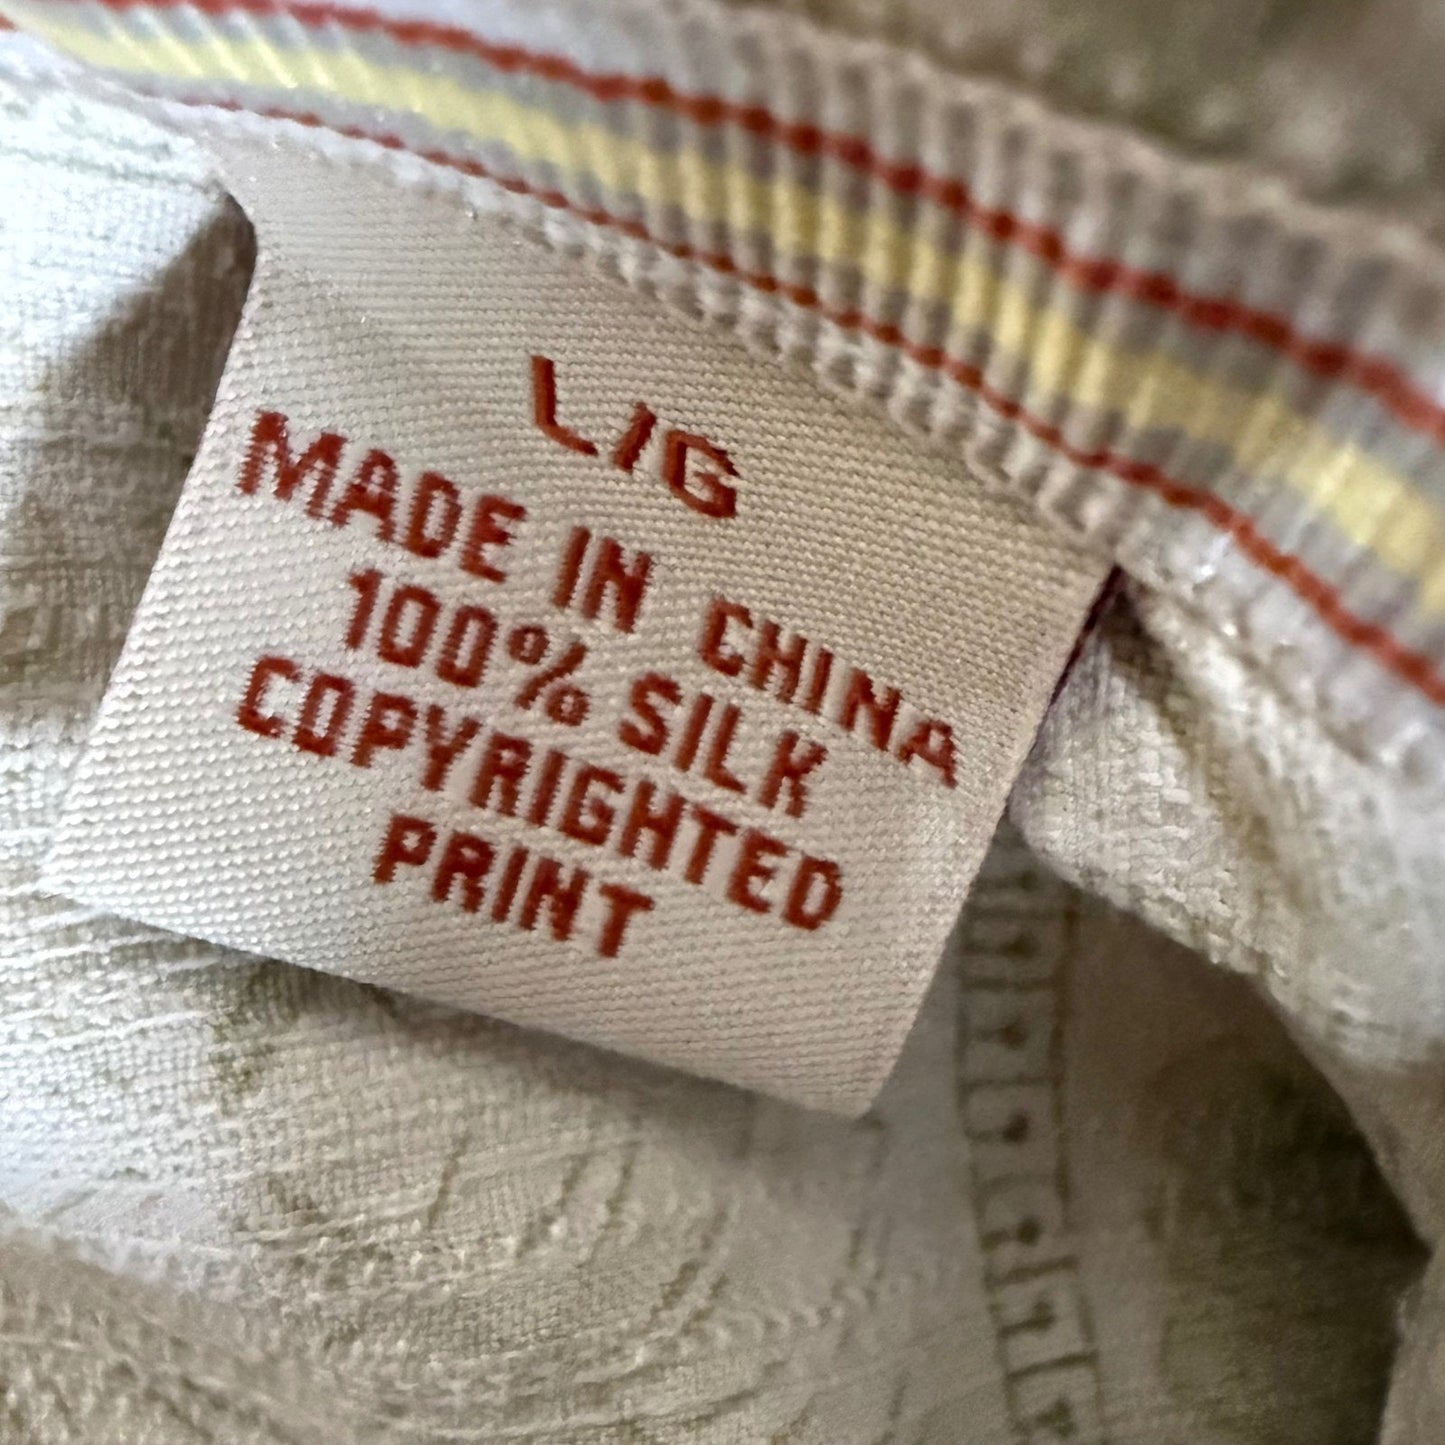 L/G
MADE IN CHINA
100% SILK
COPYRIGHTED
PRINT